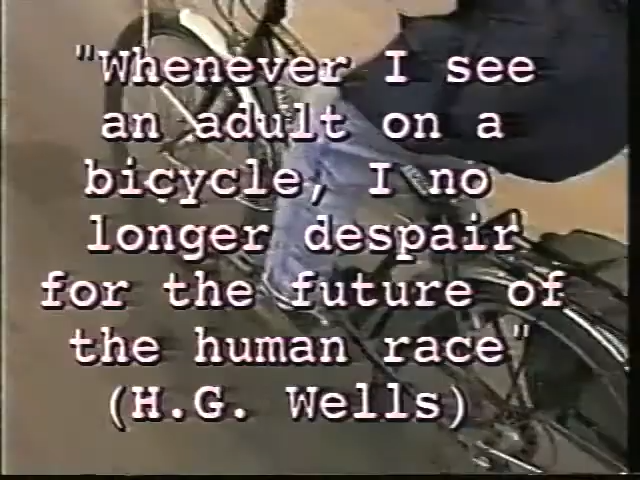 "Whenever I see
an adult on a
bicycle, I no
longer despair
for the future of
the human race"
(H.G. Wells)